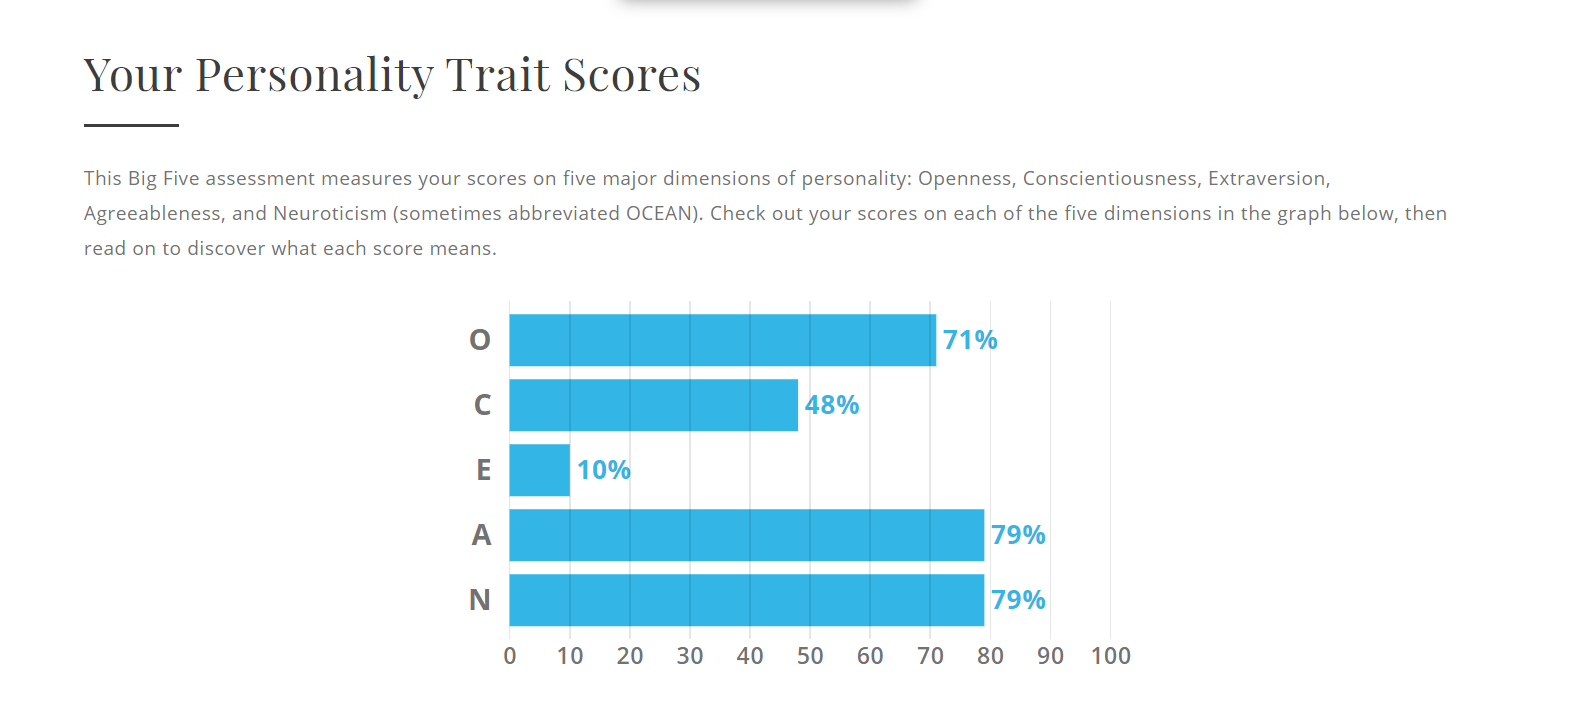 Your Personality Trait Scores
This Big Five assessment measures your scores on five major dimensions of personality: Openness, Conscientiousness, Extraversion,
Agreeableness, and Neuroticism (sometimes abbreviated OCEAN). Check out your scores on each of the five dimensions in the graph below, then
read on to discover what each score means.
O 71%
C 48%
E 10%
A 79%
N 79%
0 10 20 30 40 50 60 70 80 90 100